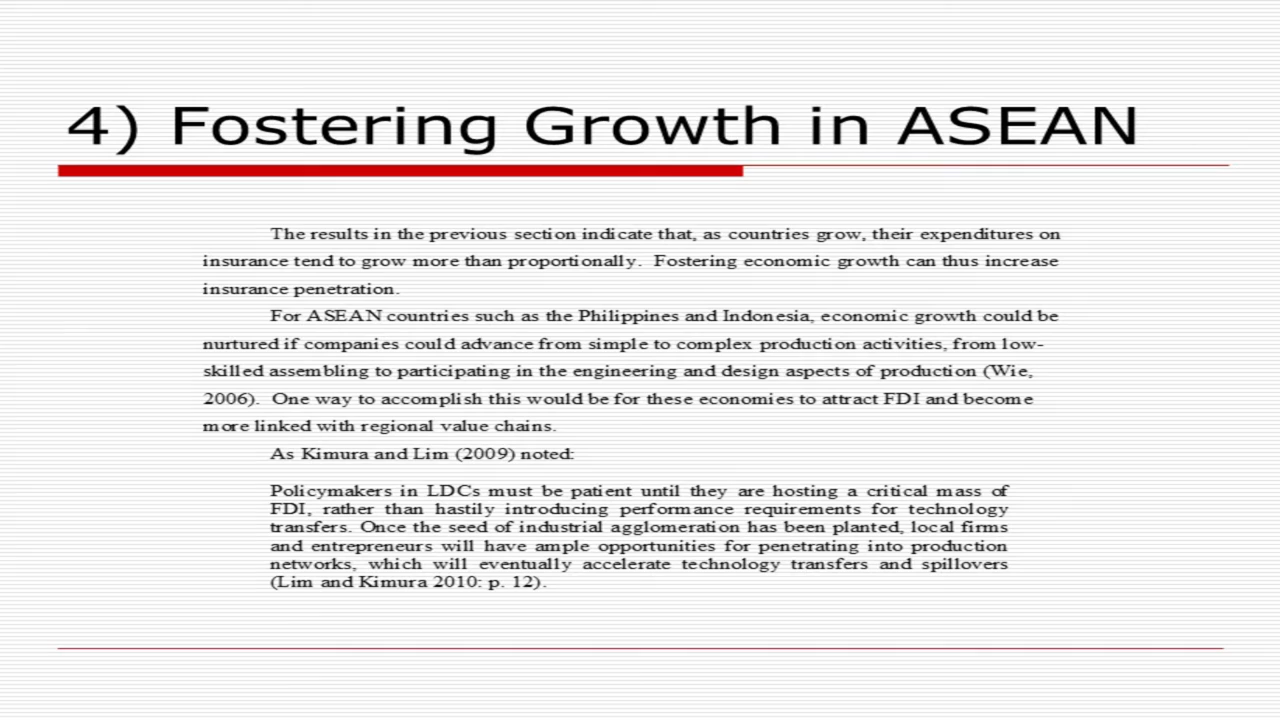 4) Fostering Growth in ASEAN
The results in the previous section indicate that, as countries grow, their expenditures on
insurance tend to grow more than proportionally. Fostering economic growth can thus increase
insurance penetration.
For ASEAN countries such as the Philippines and Indonesia, economic growth could be
nurtured if companies could advance from simple to complex production activities, from low-
skilled assembling to participating in the engineering and design aspects of production (Wie,
2006). One way to accomplish this would be for these economies to attract FDI and become
more linked with regional value chains.
As Kimura and Lim (2009) noted:
Policymakers in LDCs must be patient until they are hosting a critical mass of
FDI, rather than hastily introducing performance requirements for technology
transfers. Once the seed of industrial agglomeration has been planted, local firms
and entrepreneurs will have ample opportunities for penetrating into production
networks, which will eventually accelerate technology transfers and spillovers
(Lim and Kimura 2010: p. 12).